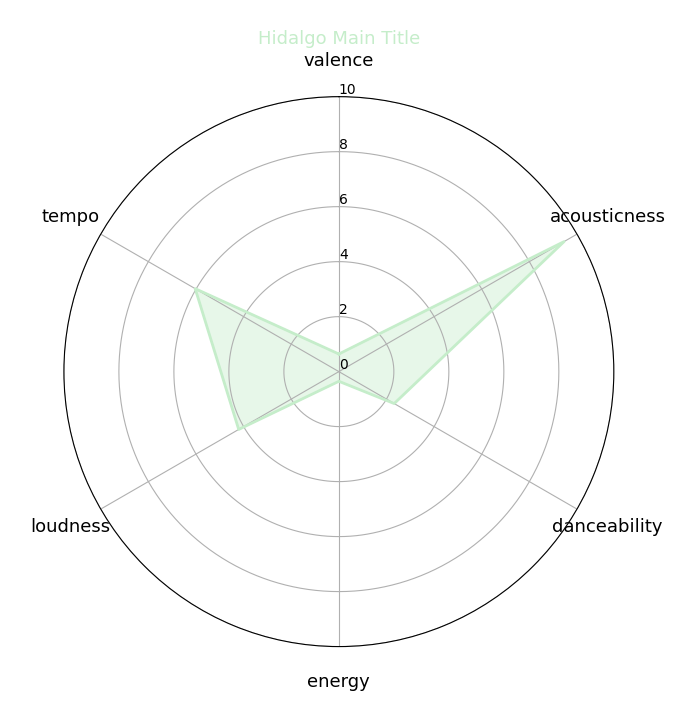 Hidalgo Main Title
valence
10
8
6
4
2
0
tempo
acousticness
loudness
danceability
energy